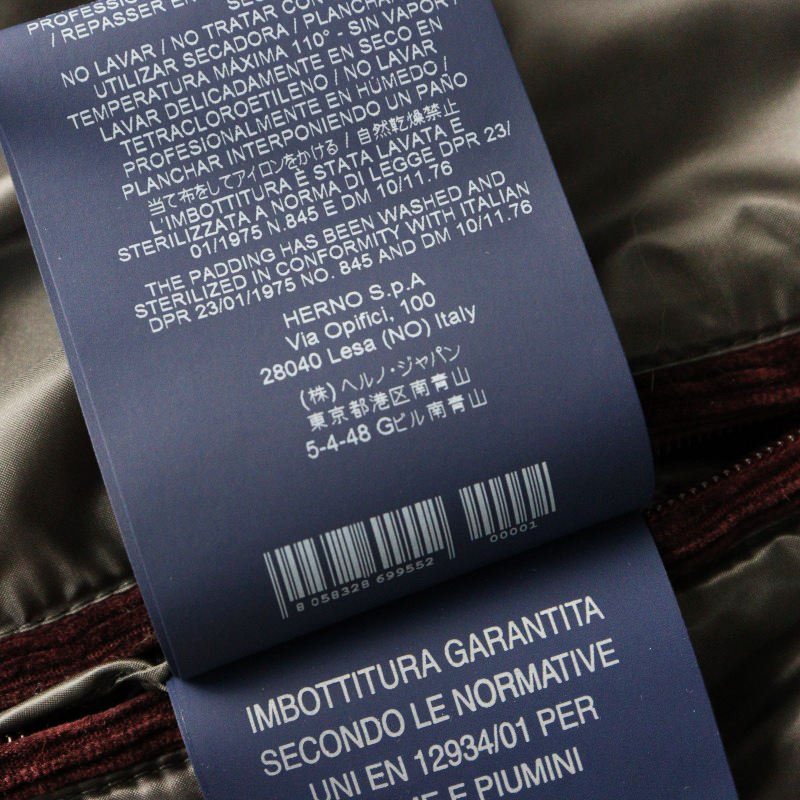 PROFESSIO
/ REPASSER EN
NO LAVAR / NO TRATAR CON
UTILIZAR SECADORA / PLANCHAR
TEMPERATURA MÁXIMA 110° - SIN VAPOR /
LAVAR DELICADAMENTE EN SECO EN
TETRACLOROETILENO / NO LAVAR
PROFESIONALMENTE EN HÚMEDO /
PLANCHAR INTERPONIENDO UN PAÑO
当て布をしてアイロンをかける / 自然乾燥禁止
L'IMBOTTITURA È STATA LAVATA E
STERILIZZATA A NORMA DI LEGGE DPR 23/
01/1975 N.845 E DM 10/11.76
THE PADDING HAS BEEN WASHED AND
STERILIZED IN CONFORMITY WITH ITALIAN
DPR 23/01/1975 NO. 845 AND DM 10/11.76
HERNO S.p.A
Via Opifici, 100
28040 Lesa (NO) Italy
(株) ヘルノ・ジャパン
東京都港区南青山
5-4-48 Gビル南青山
8 058328 699552
00001
IMBOTTITURA GARANTITA
SECONDO LE NORMATIVE
UNI EN 12934/01 PER
E PIUMINI